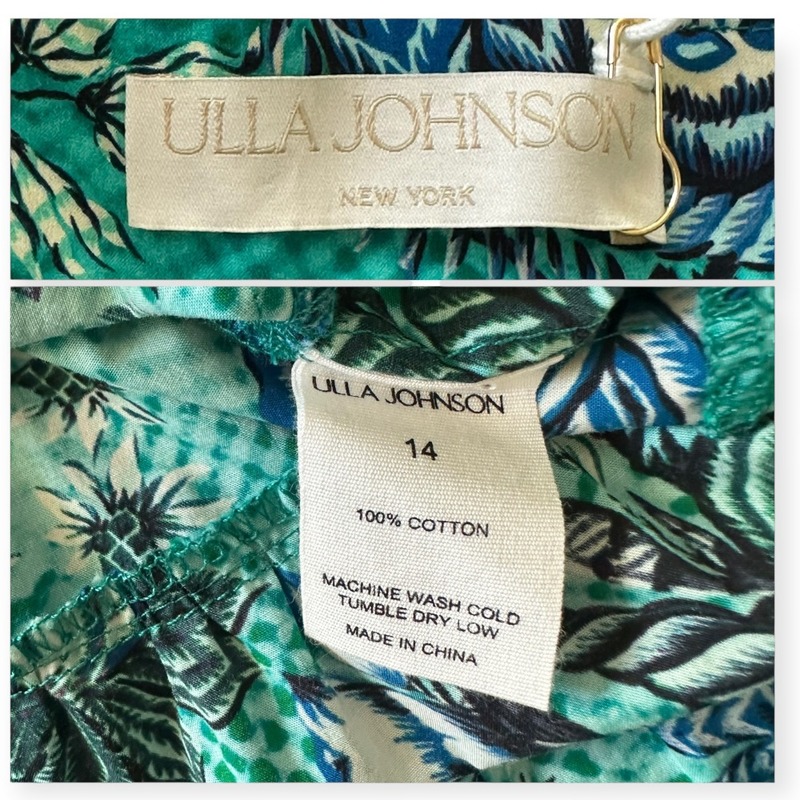 ULLA JOHNSON
NEW YORK
ULLA JOHNSON
14
100% COTTON
MACHINE WASH COLD
TUMBLE DRY LOW
MADE IN CHINA